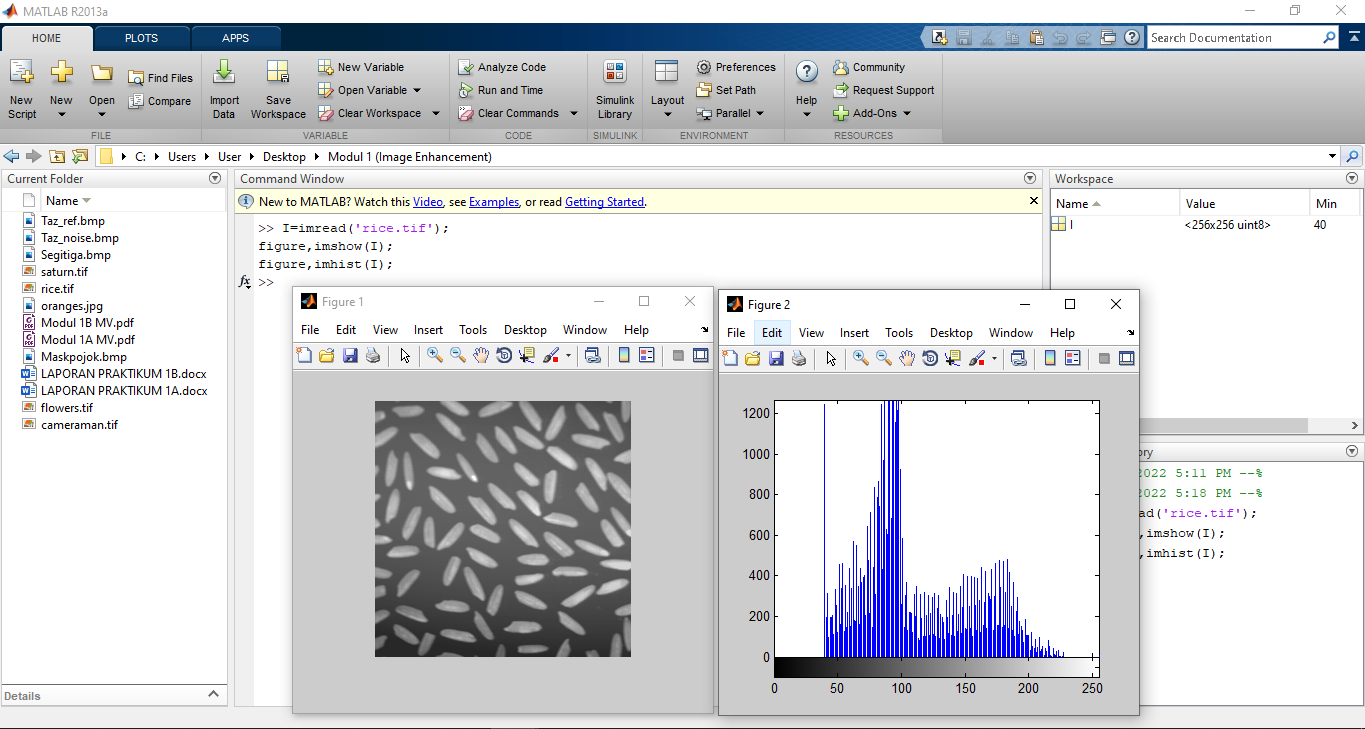 MATLAB R2013a
HOME PLOTS APPS
Search Documentation
New Script
New
Open
Find Files
Compare
FILE
Import Data
Save Workspace
New Variable
Open Variable
Clear Workspace
VARIABLE
Analyze Code
Run and Time
Clear Commands
CODE
Simulink Library
SIMULINK
Layout
Preferences
Set Path
Parallel
ENVIRONMENT
Help
Community
Request Support
Add-Ons
RESOURCES
C: Users User Desktop Modul 1 (Image Enhancement)
Current Folder
Name
Taz_ref.bmp
Taz_noise.bmp
Segitiga.bmp
saturn.tif
rice.tif
oranges.jpg
Modul 1B MV.pdf
Modul 1A MV.pdf
Maskpojok.bmp
LAPORAN PRAKTIKUM 1B.docx
LAPORAN PRAKTIKUM 1A.docx
flowers.tif
cameraman.tif
Details
Command Window
New to MATLAB? Watch this Video, see Examples, or read Getting Started.
>> I=imread('rice.tif');
figure,imshow(I);
figure,imhist(I);
fx >>
Workspace
Name Value Min
I <256x256 uint8> 40
Figure 1
File Edit View Insert Tools Desktop Window Help
Figure 2
File Edit View Insert Tools Desktop Window Help
1200
1000
800
600
400
200
0
0 50 100 150 200 250
ory
2022 5:11 PM --%
2022 5:18 PM --%
ad('rice.tif');
,imshow(I);
,imhist(I);